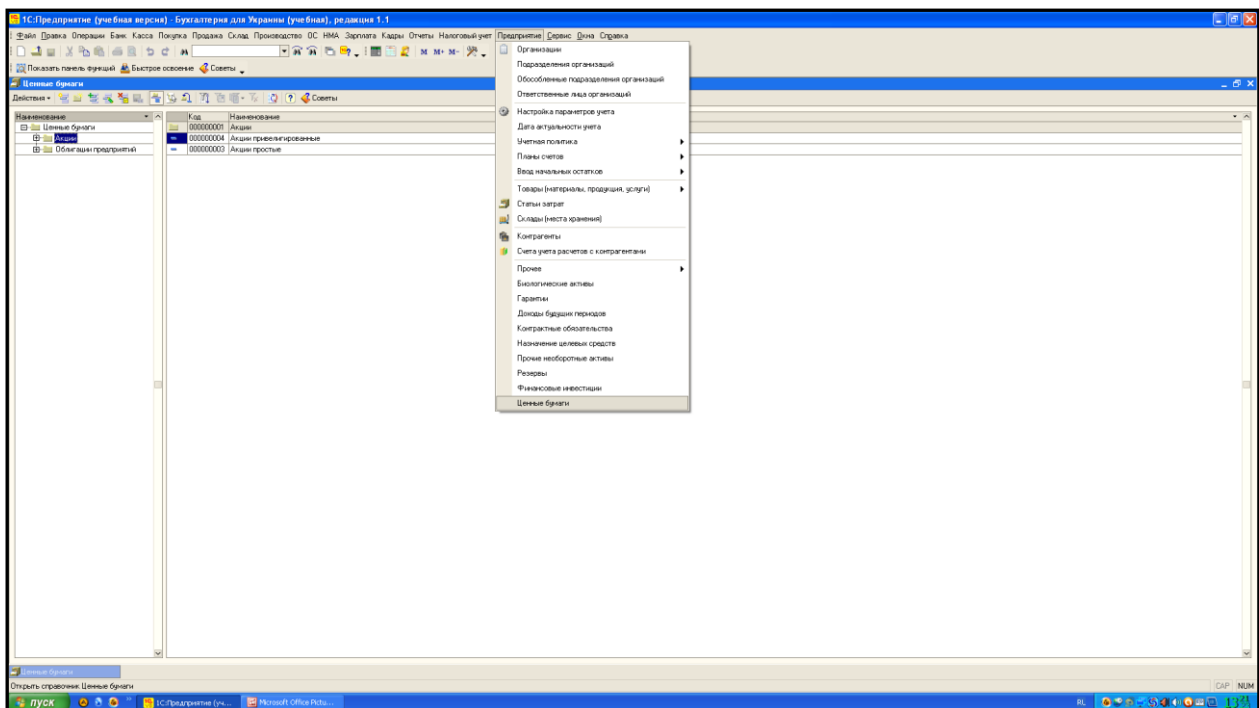 1С:Предприятие (учебная версия) - Бухгалтерия для Украины (учебная), редакция 1.1
Файл Правка Операции Банк Касса Покупка Продажа Склад Производство ОС НМА Зарплата Кадры Отчеты Налоговый учет Предприятие Сервис Окна Справка
M M+ M-
Показать панель функций Быстрое освоение Советы
Ценные бумаги
Действия Советы
Наименование Код Наименование
Ценные бумаги 000000001 Акции
Акции 000000004 Акции привелигированные
Облигации предприятий 000000003 Акции простые
Организации
Подразделения организаций
Обособленные подразделения организаций
Ответственные лица организаций
Настройка параметров учета
Дата актуальности учета
Учетная политика
Планы счетов
Ввод начальных остатков
Товары (материалы, продукция, услуги)
Статьи затрат
Склады (места хранения)
Контрагенты
Счета учета расчетов с контрагентами
Прочее
Биологические активы
Гарантии
Доходы будущих периодов
Контрактные обязательства
Назначение целевых средств
Прочие необоротные активы
Резервы
Финансовые инвестиции
Ценные бумаги
Ценные бумаги
Открыть справочник Ценные бумаги CAP NUM
пуск 1С:Предприятие (уч... Microsoft Office Pictu... RL 13:21